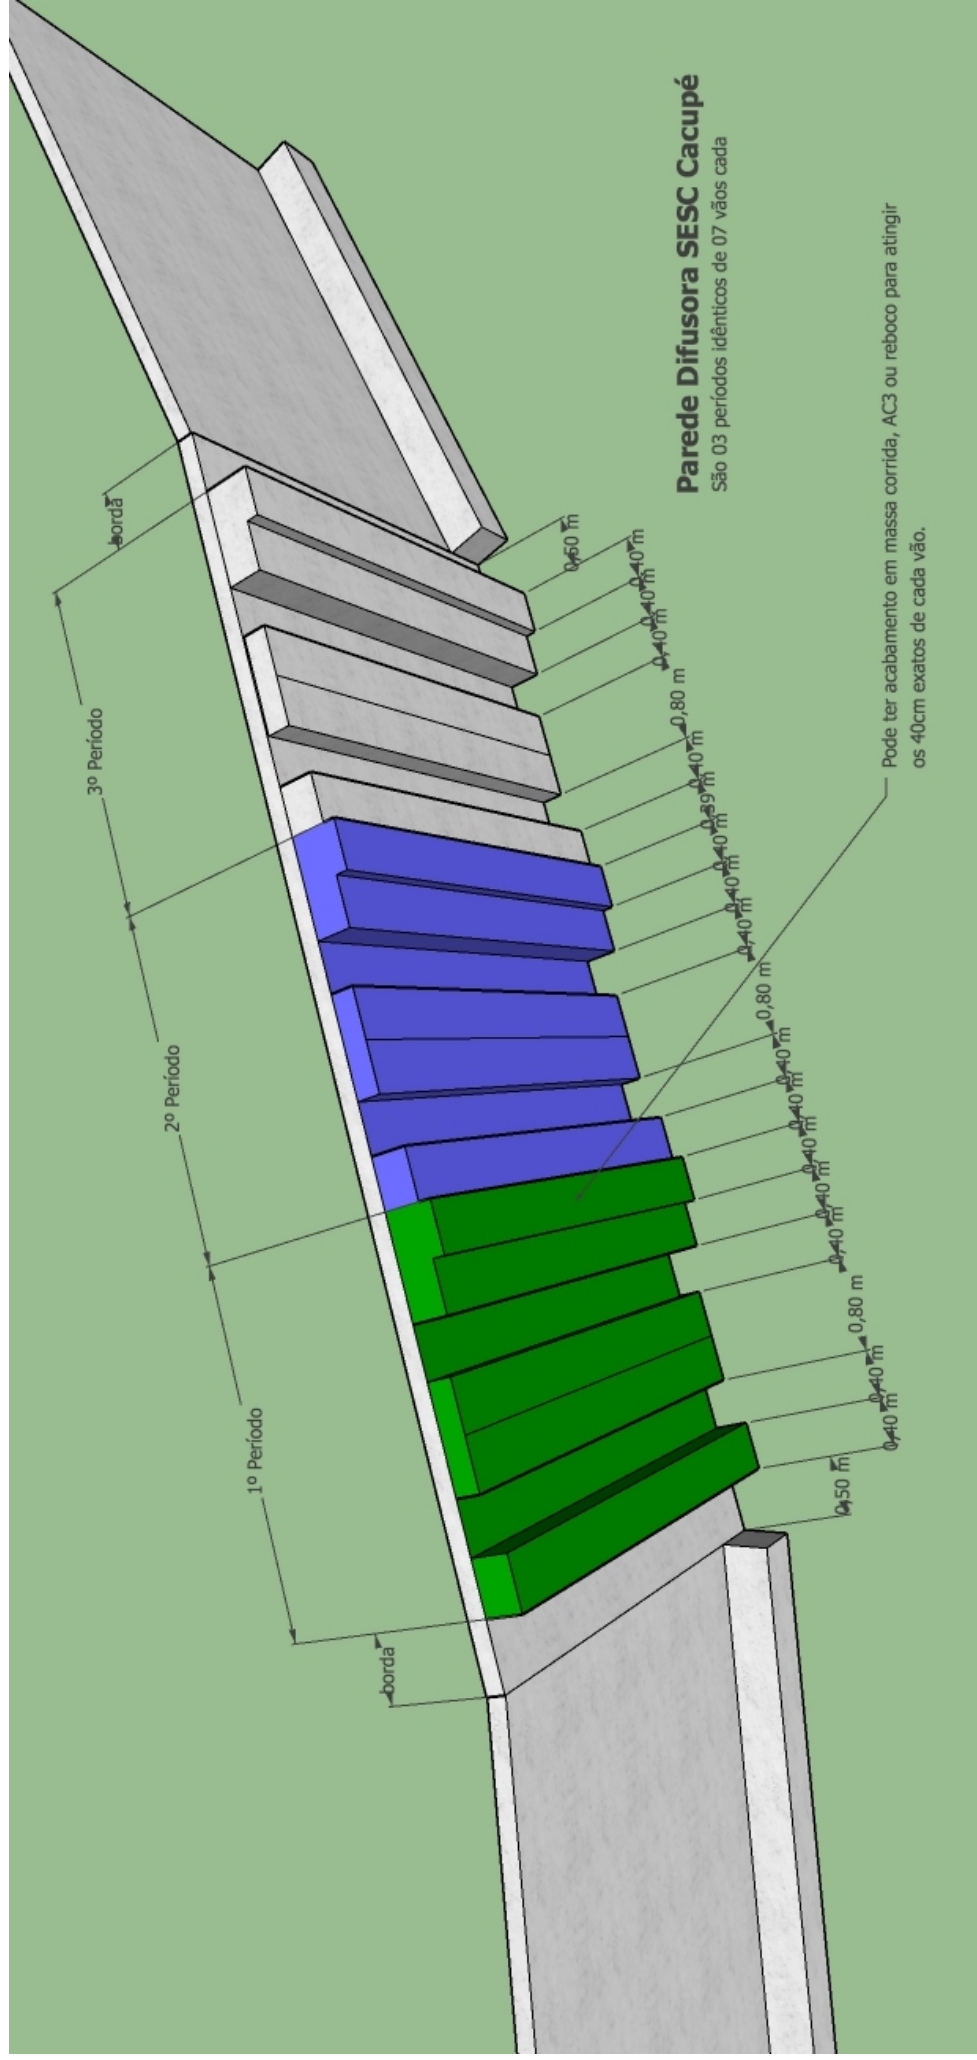 3º Período
2º Período
1º Período
borda
borda
Parede Difusora SESC Cacupé
São 03 períodos idênticos de 07 vãos cada
0,50 m
0,40 m
0,40 m
0,80 m
0,40 m
0,40 m
0,40 m
0,40 m
0,40 m
0,80 m
0,40 m
0,40 m
0,40 m
0,39 m
0,40 m
0,80 m
0,40 m
0,40 m
0,40 m
Pode ter acabamento em massa corrida, AC3 ou reboco para atingir
os 40cm exatos de cada vão.